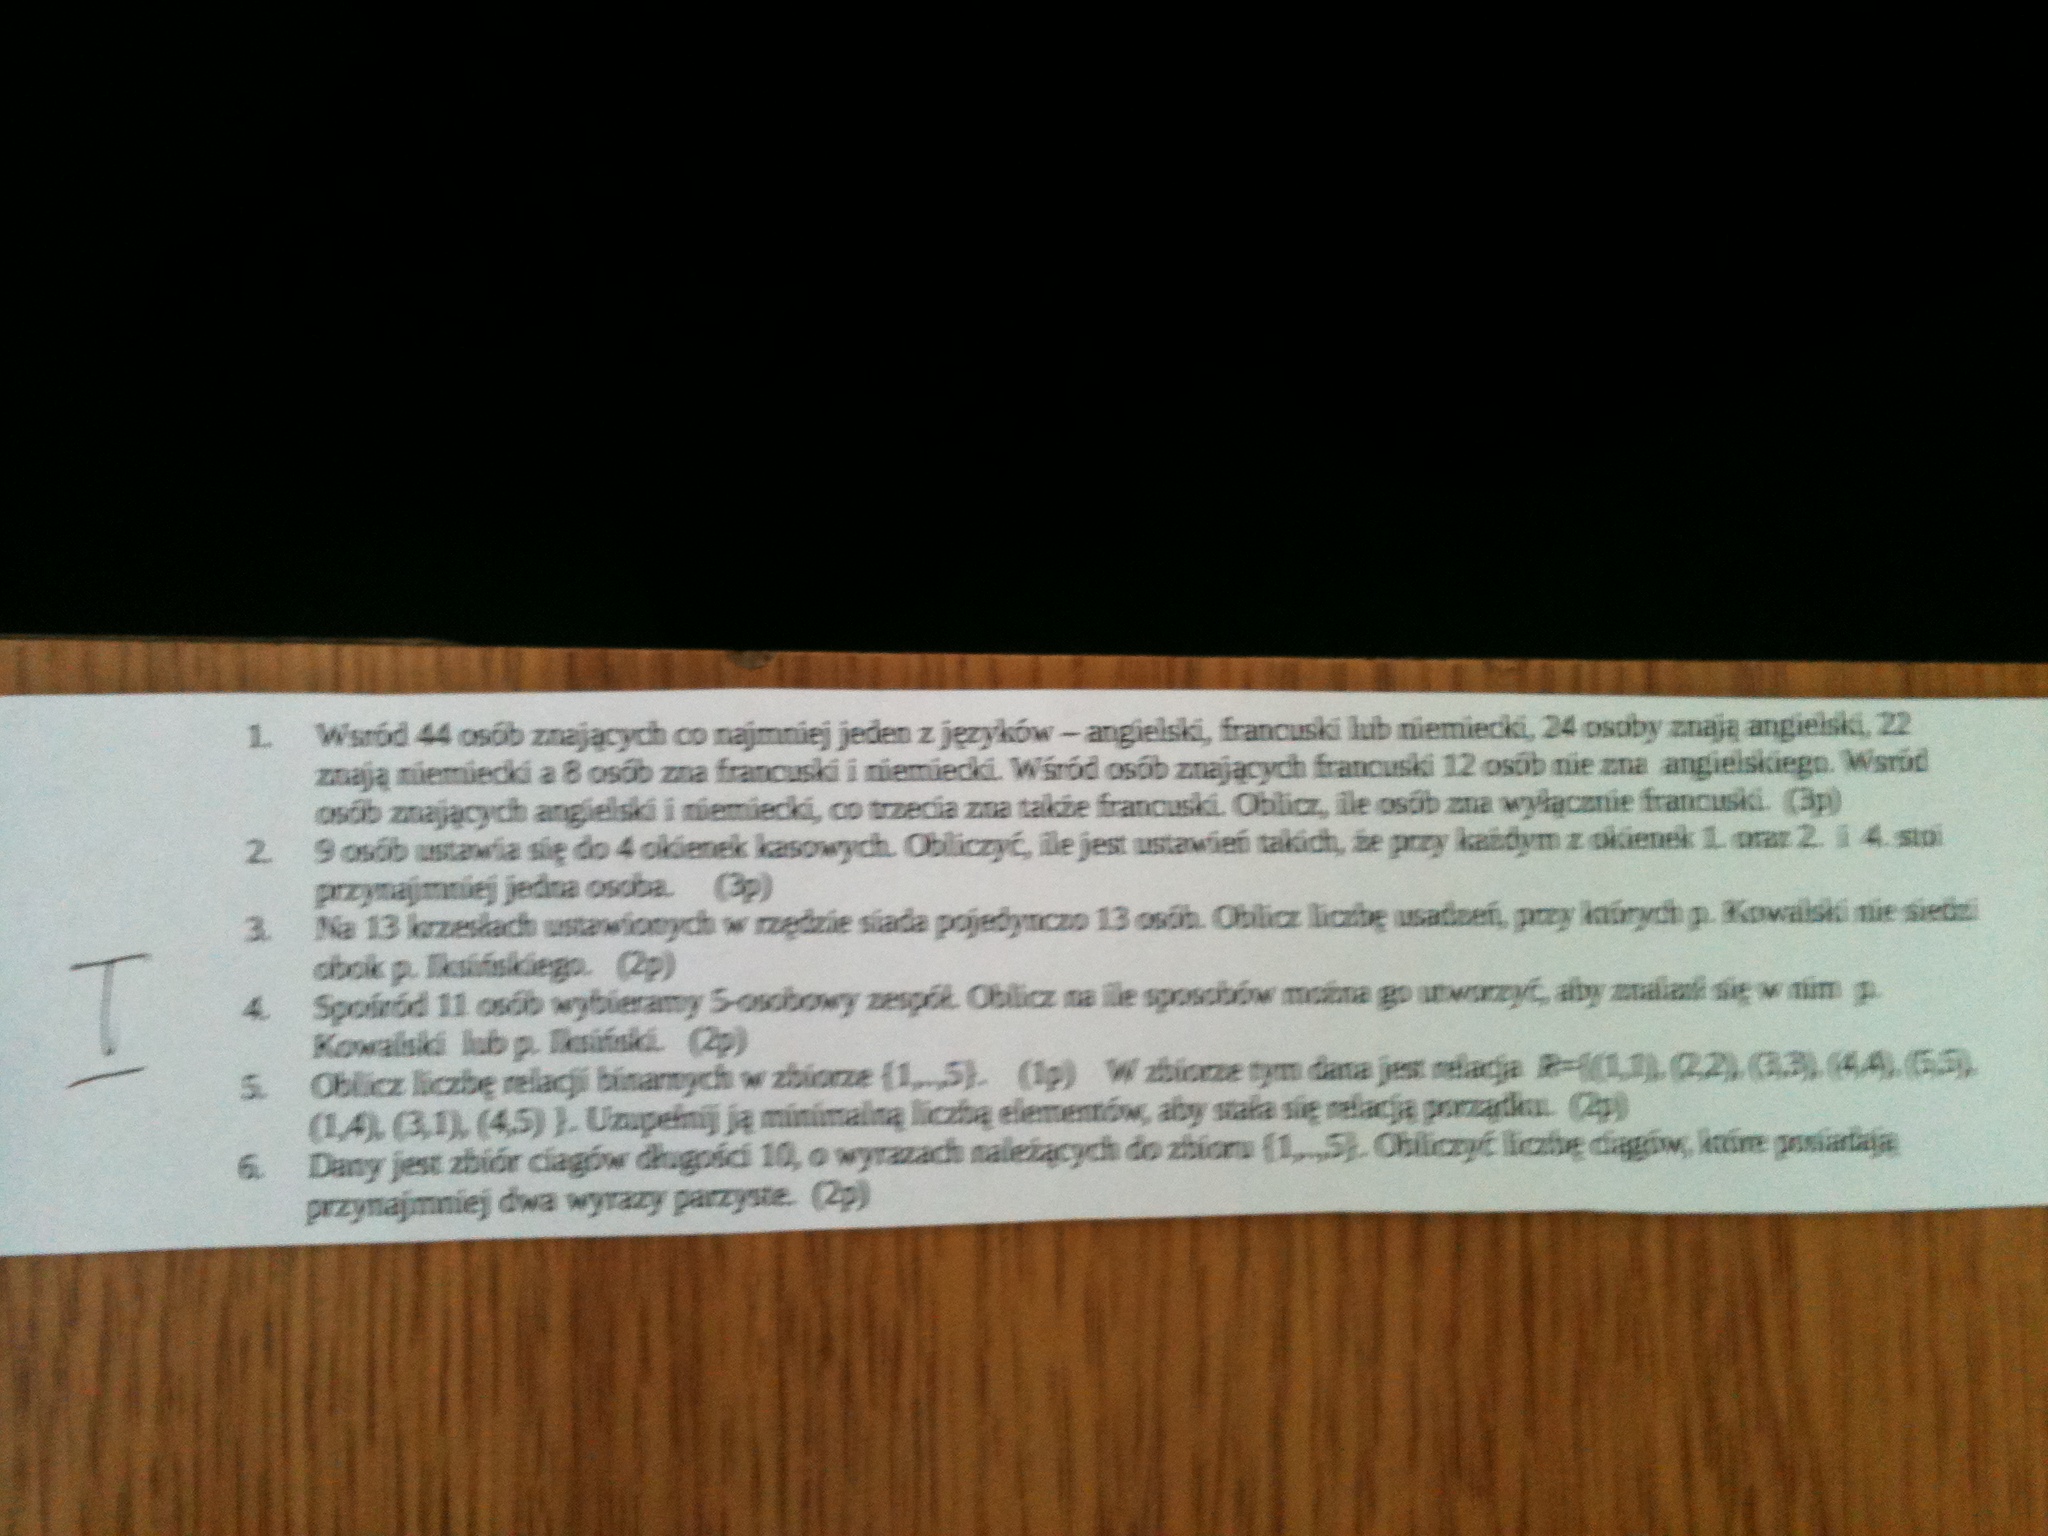 I
1. Wśród 44 osób znających co najmniej jeden z języków – angielski, francuski lub niemiecki, 24 osoby znają angielski, 22
znają niemiecki a 8 osób zna francuski i niemiecki. Wśród osób znających francuski 12 osób nie zna angielskiego. Wsród
osób znających angielski i niemiecki, co trzecia zna także francuski. Oblicz, ile osób zna wyłącznie francuski. (3p)
2. 9 osób ustawia się do 4 okienek kasowych. Obliczyć, ile jest ustawień takich, że przy każdym z okienek 1. oraz 2. i 4. stoi
przynajmniej jedna osoba. (3p)
3. Na 13 krzesłach ustawionych w rzędzie siada pojedynczo 13 osób. Oblicz liczbę usadzeń, przy których p. Kowalski nie siedzi
obok p. Iksińskiego. (2p)
4. Spośród 11 osób wybieramy 5-osobowy zespół. Oblicz na ile sposobów można go utworzyć, aby znalazł się w nim p.
Kowalski lub p. Iksiński. (2p)
5. Oblicz liczbę relacji binarnych w zbiorze {1,..,5}. (1p) W zbiorze tym dana jest relacja R={(1,1), (2,2), (3,3), (4,4), (5,5),
(1,4), (3,1), (4,5) }. Uzupełnij ją minimalną liczbą elementów, aby stała się relacją porządku. (2p)
6. Dany jest zbiór ciągów długości 10, o wyrazach należących do zbioru {1,..,5}. Obliczyć liczbę ciągów, które posiadają
przynajmniej dwa wyrazy parzyste. (2p)